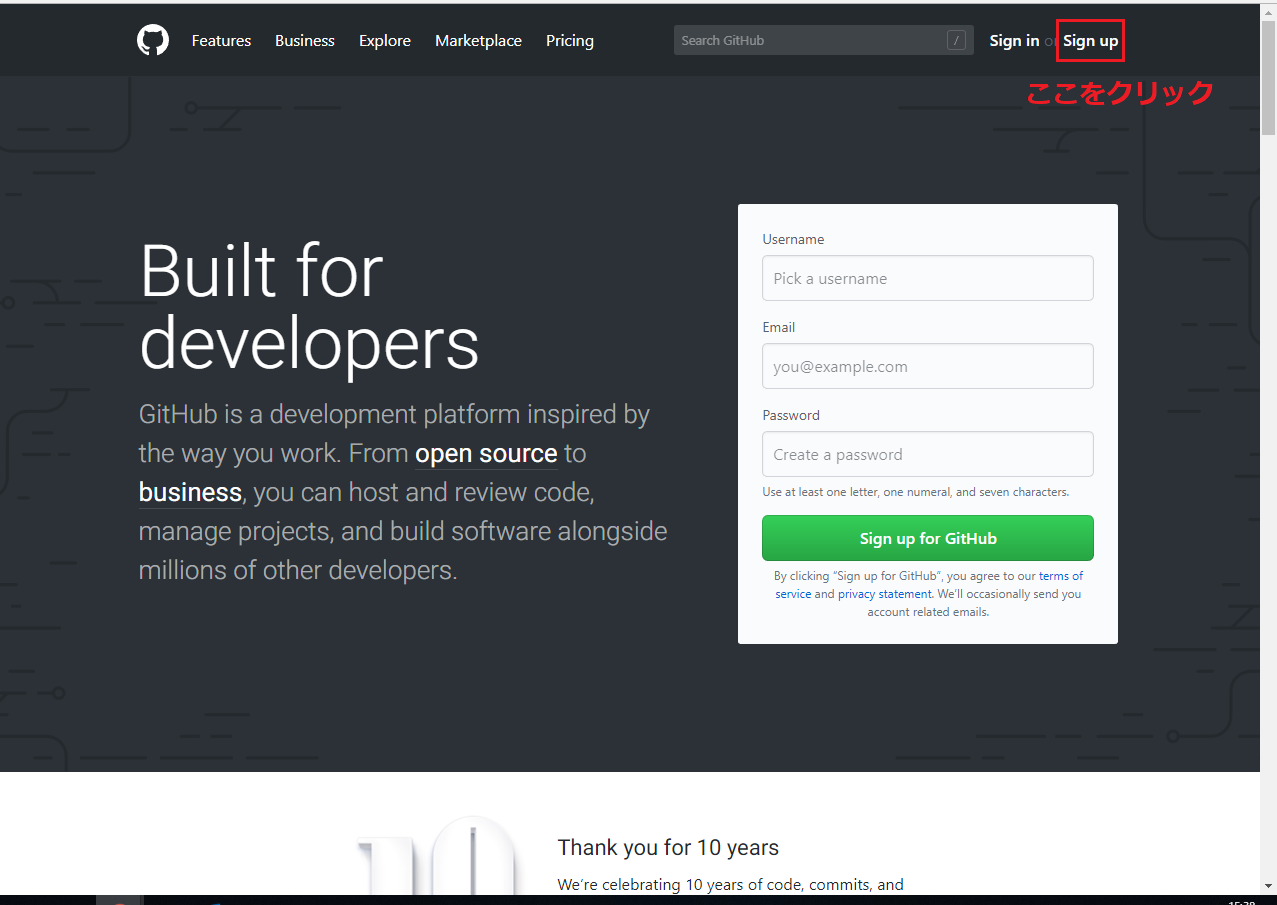 Features Business Explore Marketplace Pricing Search GitHub / Sign in or Sign up
ここをクリック
Built for
developers
GitHub is a development platform inspired by
the way you work. From open source to
business, you can host and review code,
manage projects, and build software alongside
millions of other developers.
Username
Pick a username
Email
you@example.com
Password
Create a password
Use at least one letter, one numeral, and seven characters.
Sign up for GitHub
By clicking “Sign up for GitHub”, you agree to our terms of
service and privacy statement. We’ll occasionally send you
account related emails.
10
Thank you for 10 years
We’re celebrating 10 years of code, commits, and